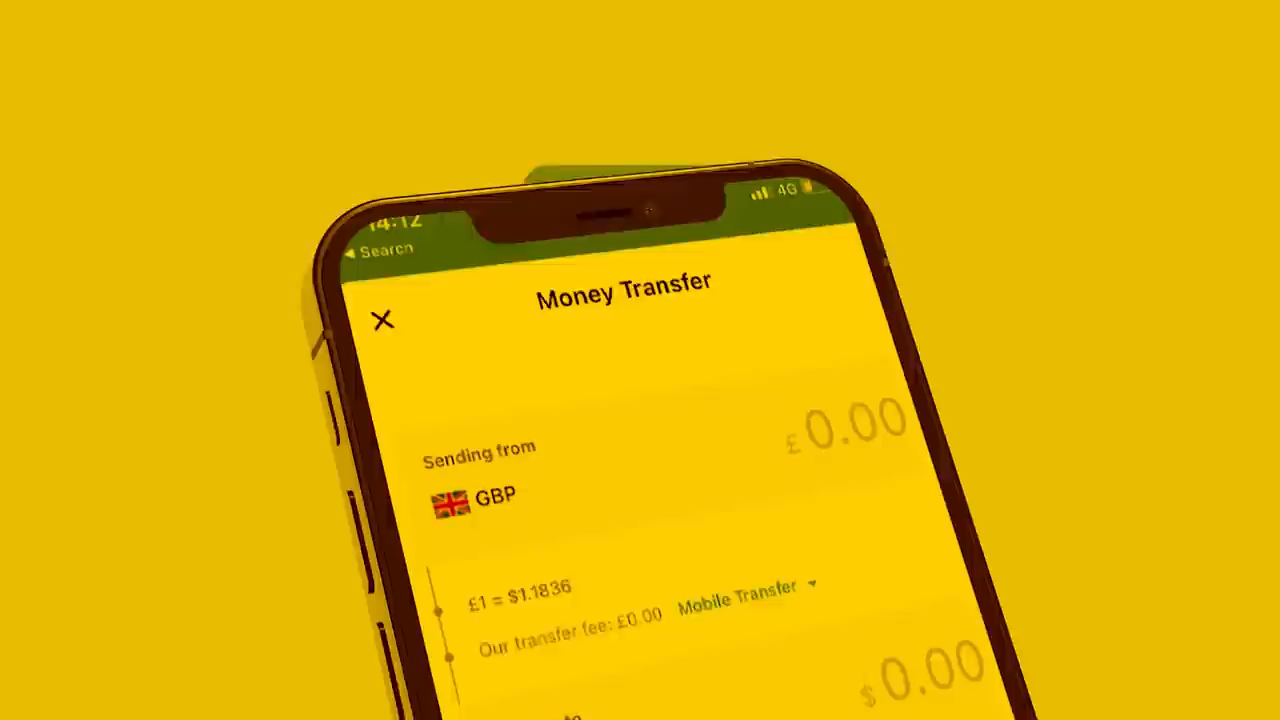 14:12
4G
◀ Search
Money Transfer
Sending from
£ 0.00
GBP
£1 = $1.1836
Our transfer fee: £0.00 Mobile Transfer
$ 0.00